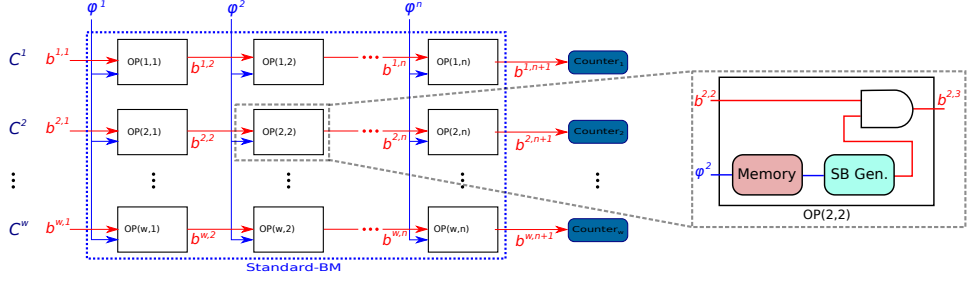 φ¹ φ² φⁿ
C¹ b¹,¹ OP(1,1) b¹,² OP(1,2) ••• b¹,ⁿ OP(1,n) b¹,ⁿ⁺¹ Counter₁
C² b²,¹ OP(2,1) b²,² OP(2,2) ••• b²,ⁿ OP(2,n) b²,ⁿ⁺¹ Counter₂
Cʷ bʷ,¹ OP(w,1) bʷ,² OP(w,2) ••• bʷ,ⁿ OP(w,n) bʷ,ⁿ⁺¹ Counter_w
Standard-BM
b²,² b²,³
φ² Memory SB Gen.
OP(2,2)